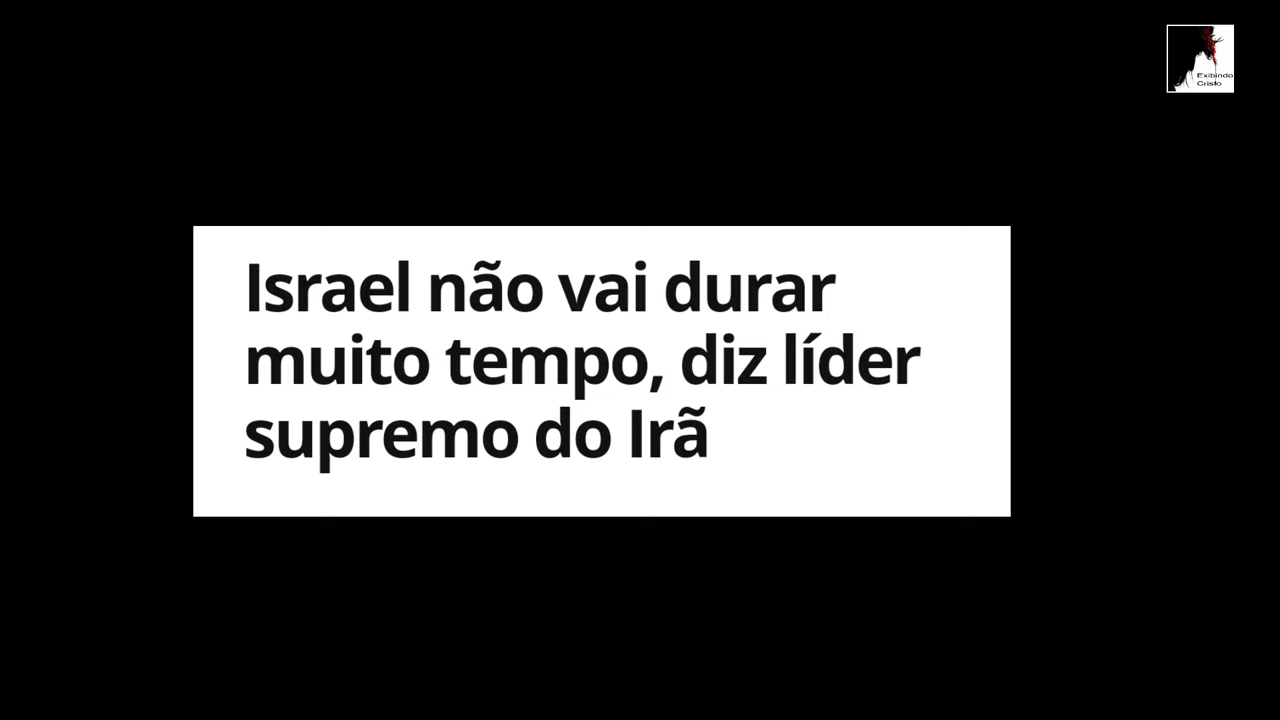 Exibindo
Cristo
Israel não vai durar
muito tempo, diz líder
supremo do Irã